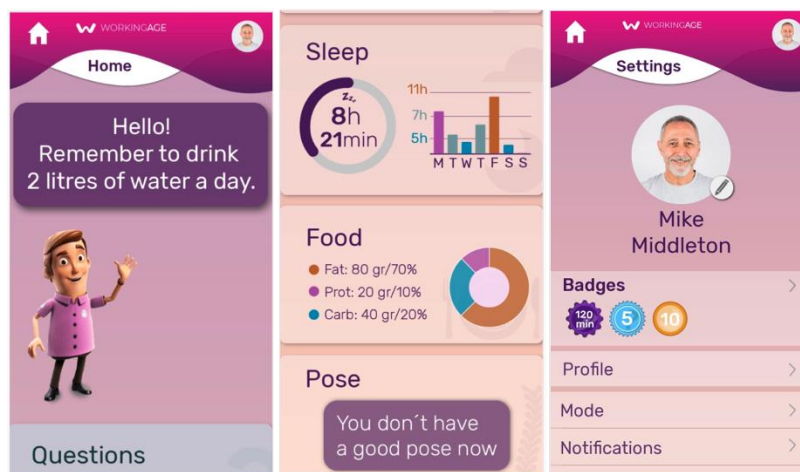 WORKINGAGE
Home
Hello!
Remember to drink
2 litres of water a day.
Questions
Sleep
zzz
8h
21min
11h
7h
5h
M T W T F S S
Food
Fat: 80 gr/70%
Prot: 20 gr/10%
Carb: 40 gr/20%
Pose
You don´t have
a good pose now
WORKINGAGE
Settings
Mike
Middleton
Badges
120
min
5
10
Profile
Mode
Notifications